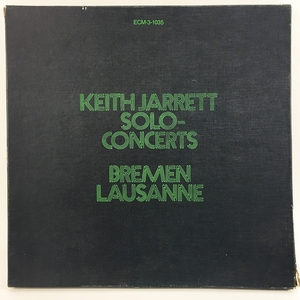 ECM-3-1035
KEITH JARRETT
SOLO-
CONCERTS
BREMEN
LAUSANNE